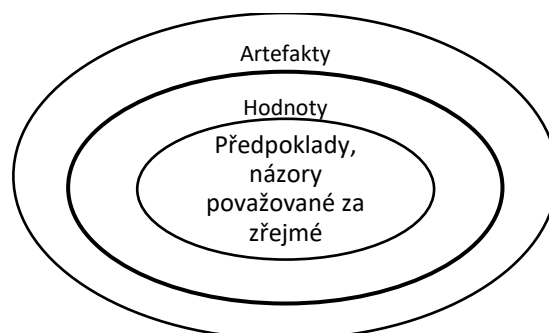 Artefakty
Hodnoty
Předpoklady,
názory
považované za
zřejmé